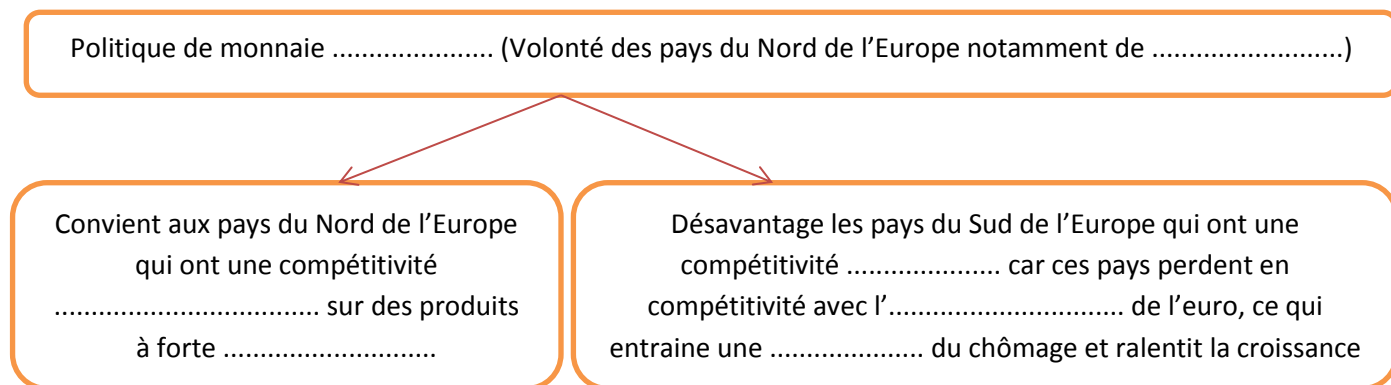 Politique de monnaie ...................... (Volonté des pays du Nord de l’Europe notamment de ..........................)
Convient aux pays du Nord de l’Europe
qui ont une compétitivité
.................................... sur des produits
à forte .............................
Désavantage les pays du Sud de l’Europe qui ont une
compétitivité ..................... car ces pays perdent en
compétitivité avec l’................................ de l’euro, ce qui
entraine une ..................... du chômage et ralentit la croissance